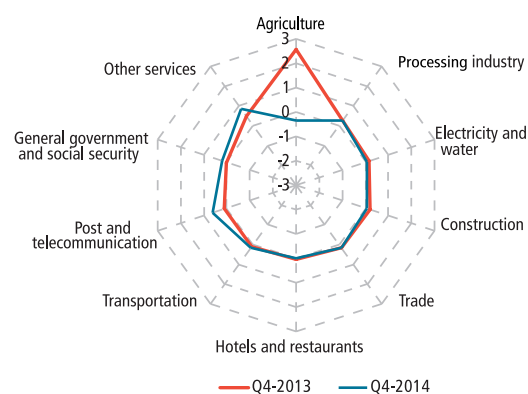 Agriculture
3
2
1
0
-1
-2
-3
Processing industry
Electricity and
water
Construction
Trade
Hotels and restaurants
Transportation
Post and
telecommunication
General government
and social security
Other services
Q4-2013
Q4-2014